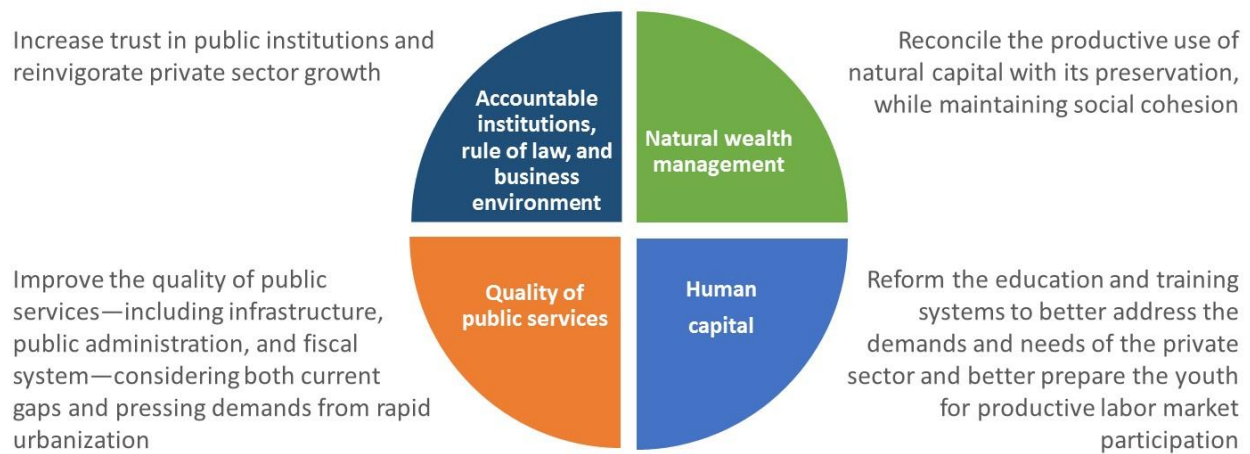 Increase trust in public institutions and
reinvigorate private sector growth
Accountable
institutions,
rule of law, and
business
environment
Natural wealth
management
Reconcile the productive use of
natural capital with its preservation,
while maintaining social cohesion
Improve the quality of public
services—including infrastructure,
public administration, and fiscal
system—considering both current
gaps and pressing demands from rapid
urbanization
Quality of
public services
Human
capital
Reform the education and training
systems to better address the
demands and needs of the private
sector and better prepare the youth
for productive labor market
participation